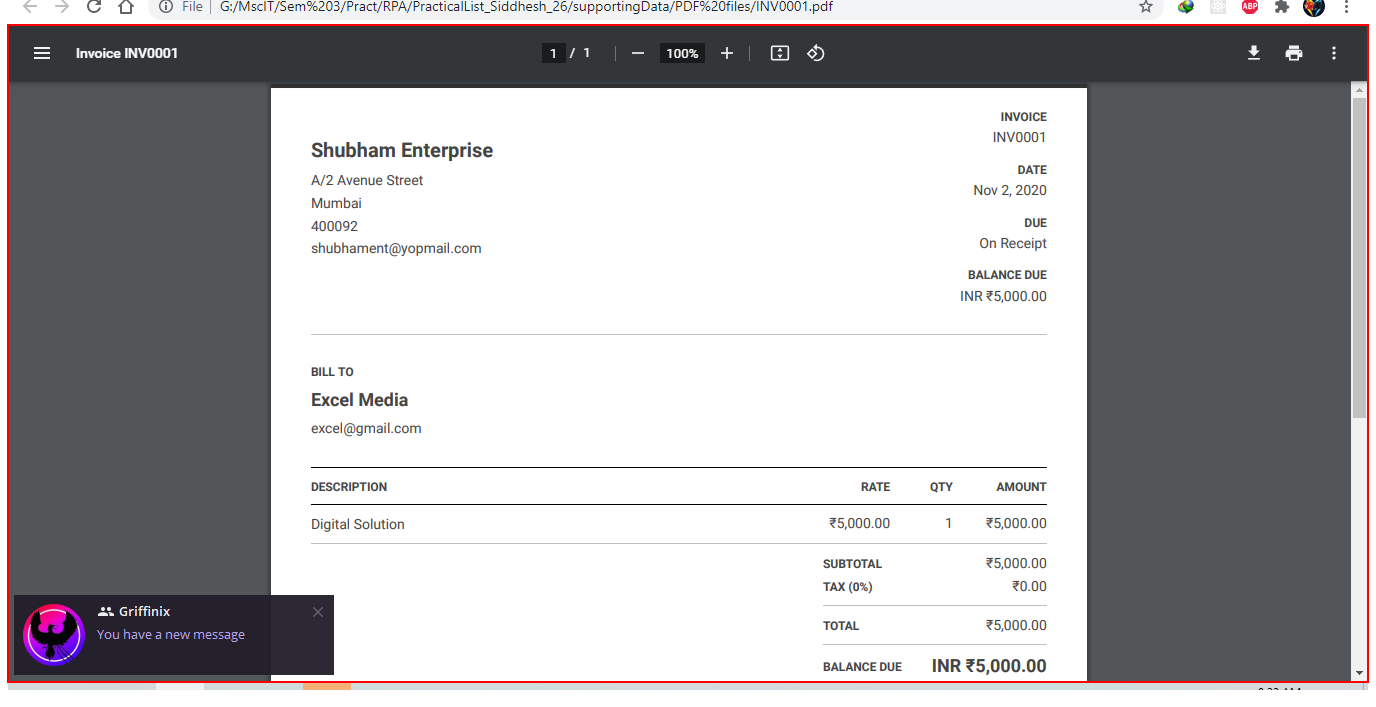 File | G:/MscIT/Sem%203/Pract/RPA/PracticalList_Siddhesh_26/supportingData/PDF%20files/INV0001.pdf
ABP
Invoice INV0001
1 / 1
100%
INVOICE
INV0001
Shubham Enterprise
DATE
A/2 Avenue Street
Nov 2, 2020
Mumbai
400092
DUE
shubhament@yopmail.com
On Receipt
BALANCE DUE
INR ₹5,000.00
BILL TO
Excel Media
excel@gmail.com
DESCRIPTION RATE QTY AMOUNT
Digital Solution ₹5,000.00 1 ₹5,000.00
SUBTOTAL ₹5,000.00
TAX (0%) ₹0.00
TOTAL ₹5,000.00
BALANCE DUE INR ₹5,000.00
Griffinix
You have a new message